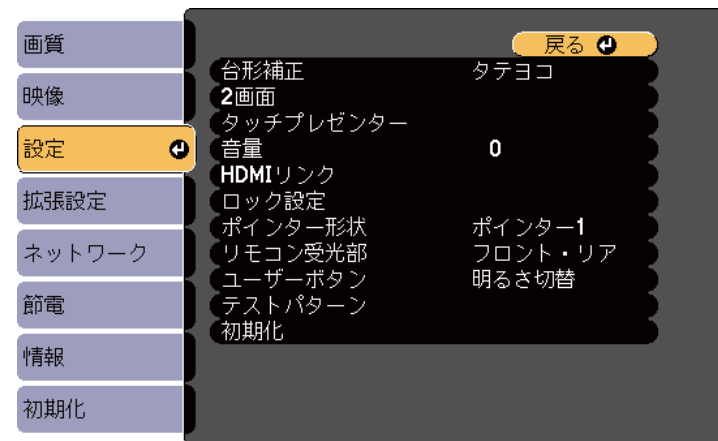 画質
映像
設定
拡張設定
ネットワーク
節電
情報
初期化
戻る
台形補正 タテヨコ
2画面
タッチプレゼンター
音量 0
HDMIリンク
ロック設定
ポインター形状 ポインター1
リモコン受光部 フロント・リア
ユーザーボタン 明るさ切替
テストパターン
初期化